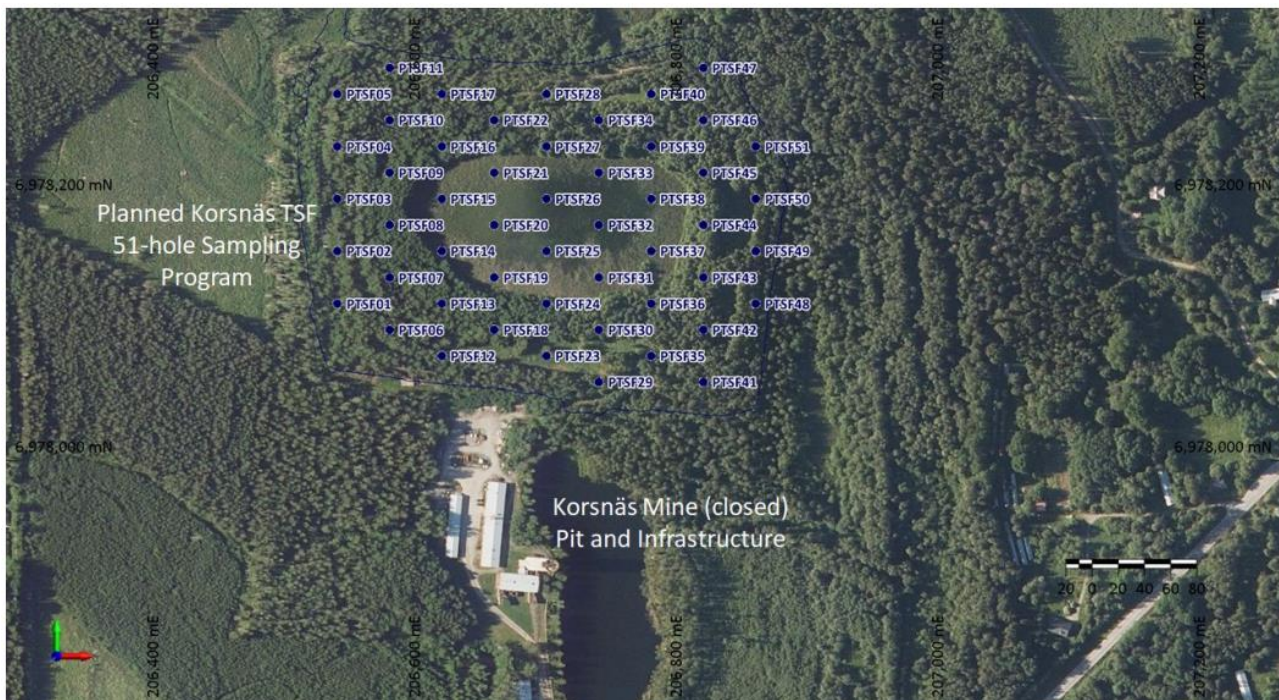 206,400 mE
206,600 mE
206,800 mE
207,000 mE
207,200 mE
PTSF11
PTSF47
PTSF05
PTSF17
PTSF28
PTSF40
PTSF10
PTSF22
PTSF34
PTSF46
PTSF04
PTSF16
PTSF27
PTSF39
PTSF51
PTSF09
PTSF21
PTSF33
PTSF45
6,978,200 mN
6,978,200 mN
PTSF03
PTSF15
PTSF26
PTSF38
PTSF50
Planned Korsnäs TSF
51-hole Sampling
Program
PTSF08
PTSF20
PTSF32
PTSF44
PTSF02
PTSF14
PTSF25
PTSF37
PTSF49
PTSF07
PTSF19
PTSF31
PTSF43
PTSF01
PTSF13
PTSF24
PTSF36
PTSF48
PTSF06
PTSF18
PTSF30
PTSF42
PTSF12
PTSF23
PTSF35
PTSF29
PTSF41
6,978,000 mN
6,978,000 mN
Korsnäs Mine (closed)
Pit and Infrastructure
20 0 20 40 60 80
206,400 mE
206,600 mE
206,800 mE
207,000 mE
207,200 mE